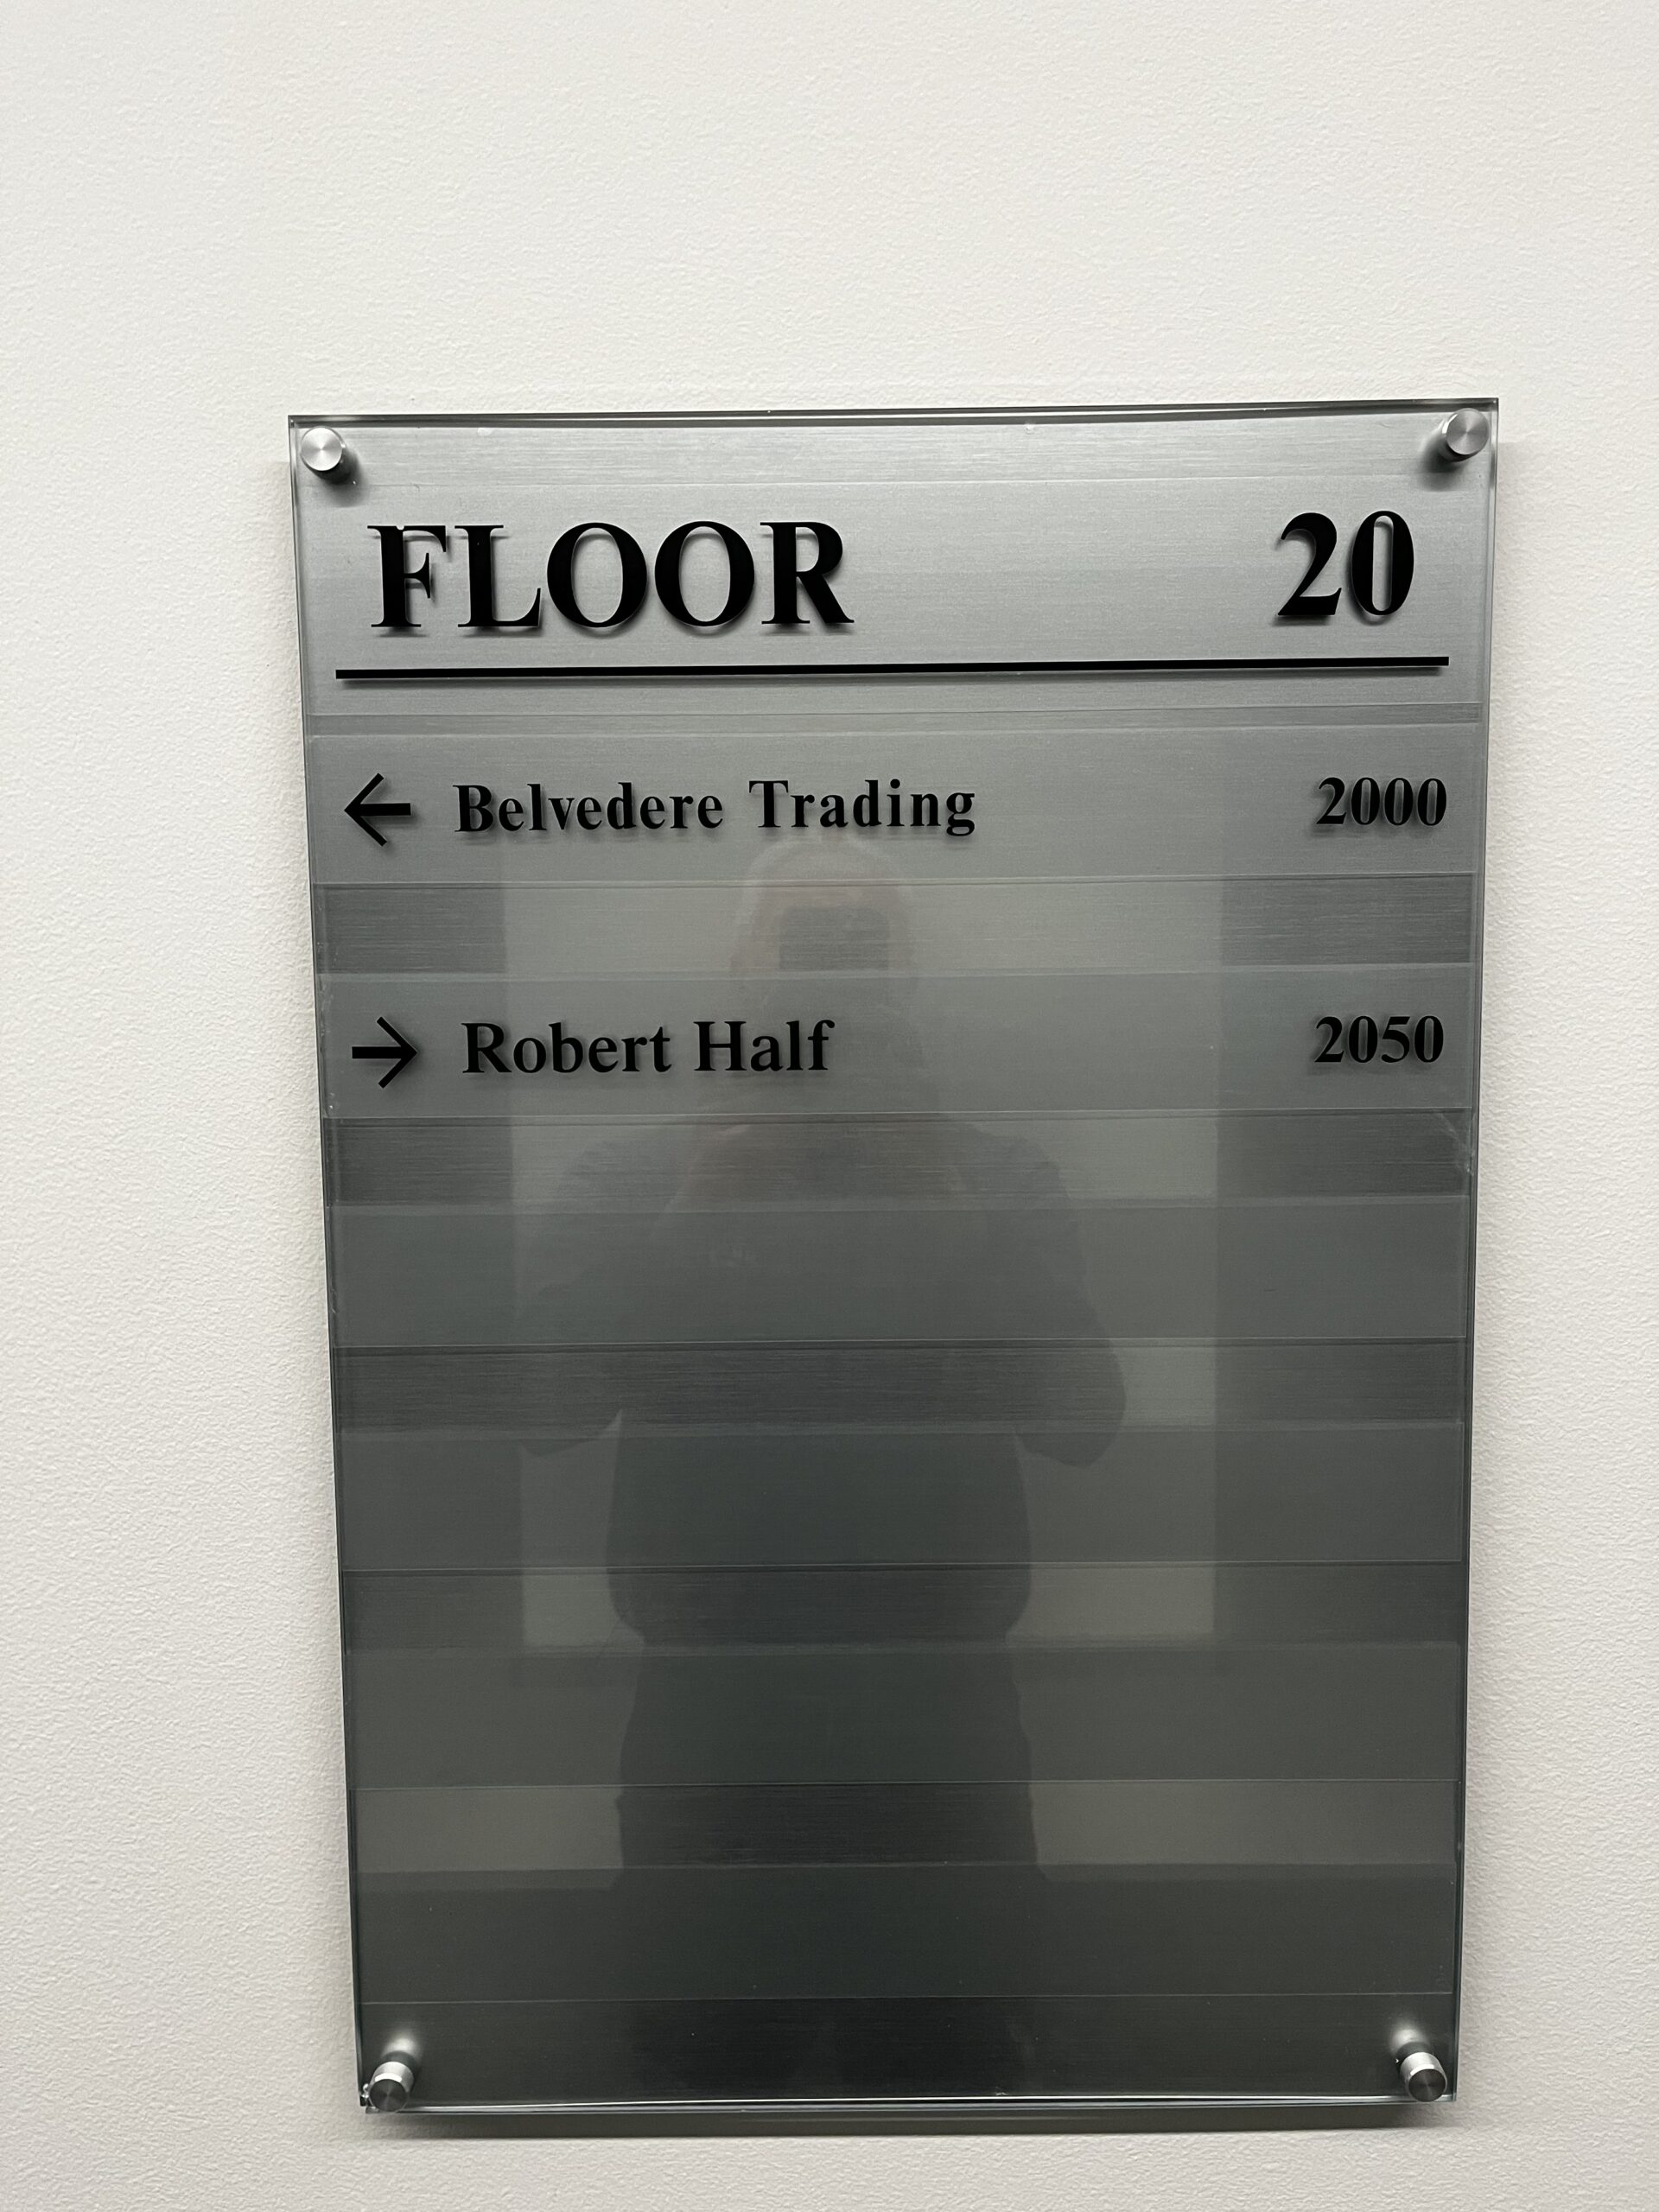 FLOOR 20
← Belvedere Trading 2000
→ Robert Half 2050